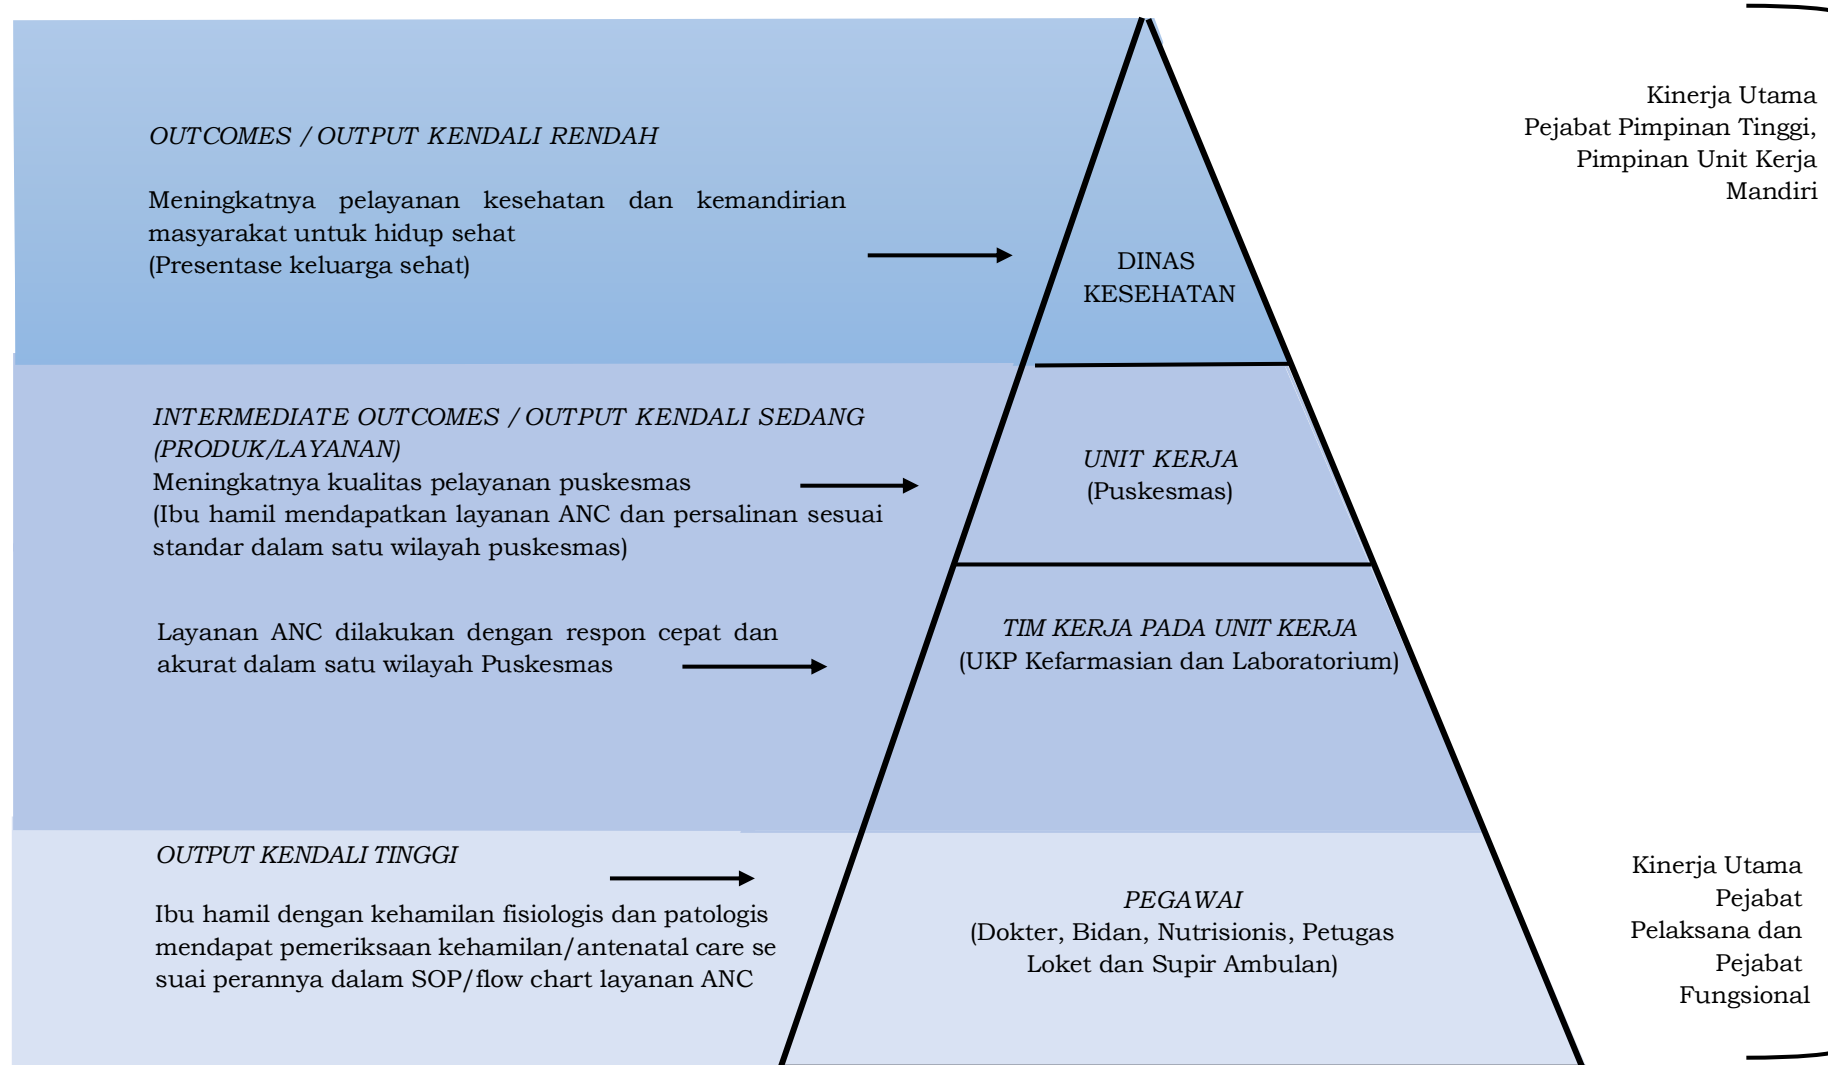 Kinerja Utama
Pejabat Pimpinan Tinggi,
Pimpinan Unit Kerja
Mandiri
OUTCOMES / OUTPUT KENDALI RENDAH
Meningkatnya pelayanan kesehatan dan kemandirian
masyarakat untuk hidup sehat
(Presentase keluarga sehat)
DINAS
KESEHATAN
INTERMEDIATE OUTCOMES / OUTPUT KENDALI SEDANG
(PRODUK/LAYANAN)
Meningkatnya kualitas pelayanan puskesmas
(Ibu hamil mendapatkan layanan ANC dan persalinan sesuai
standar dalam satu wilayah puskesmas)
UNIT KERJA
(Puskesmas)
Layanan ANC dilakukan dengan respon cepat dan
akurat dalam satu wilayah Puskesmas
TIM KERJA PADA UNIT KERJA
(UKP Kefarmasian dan Laboratorium)
OUTPUT KENDALI TINGGI
Ibu hamil dengan kehamilan fisiologis dan patologis
mendapat pemeriksaan kehamilan/antenatal care se
suai perannya dalam SOP/flow chart layanan ANC
PEGAWAI
(Dokter, Bidan, Nutrisionis, Petugas
Loket dan Supir Ambulan)
Kinerja Utama
Pejabat
Pelaksana dan
Pejabat
Fungsional